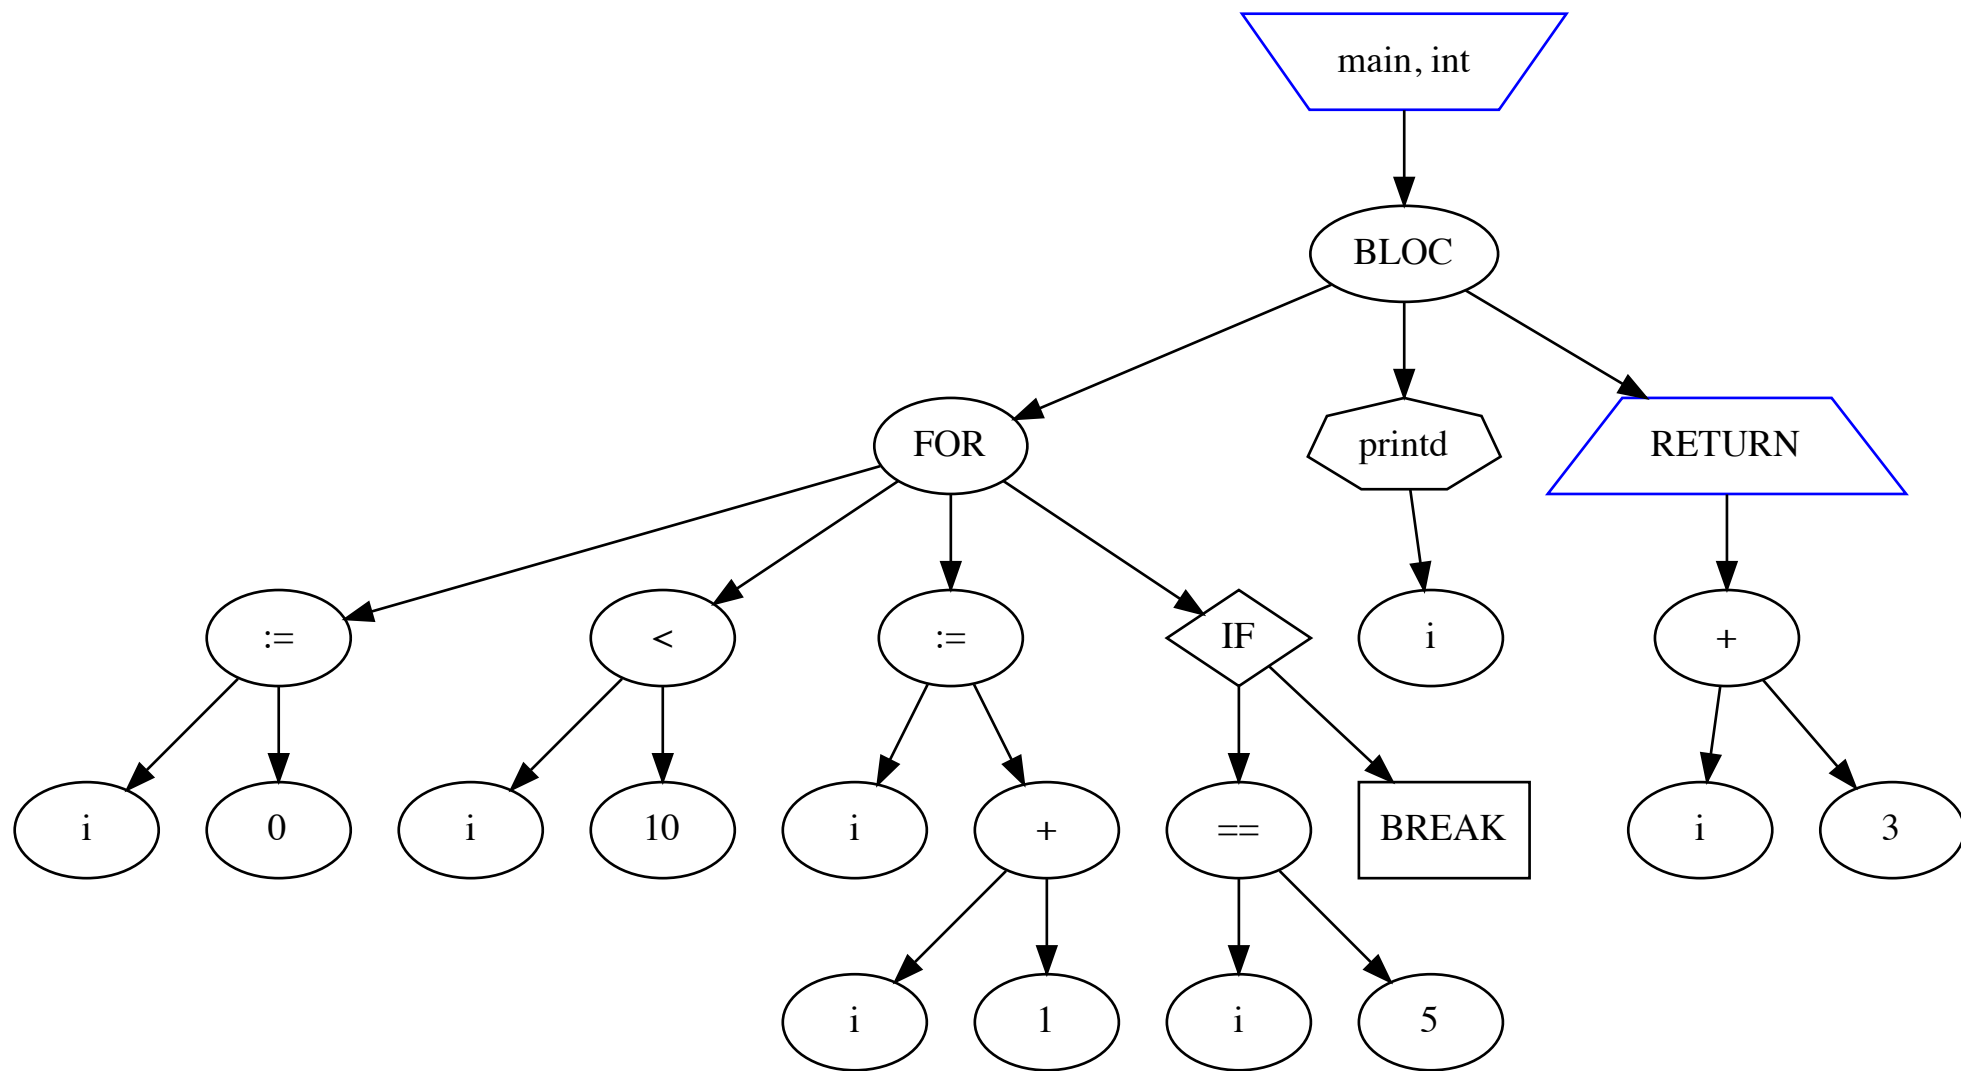 main, int
BLOC
FOR
printd
RETURN
:=
<
:=
IF
i
+
i
0
i
10
i
+
==
BREAK
i
3
i
1
i
5